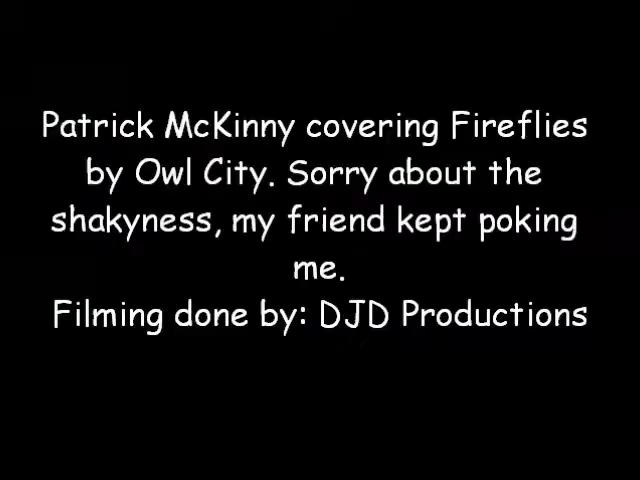 Patrick McKinny covering Fireflies
by Owl City. Sorry about the
shakyness, my friend kept poking
me.
Filming done by: DJD Productions